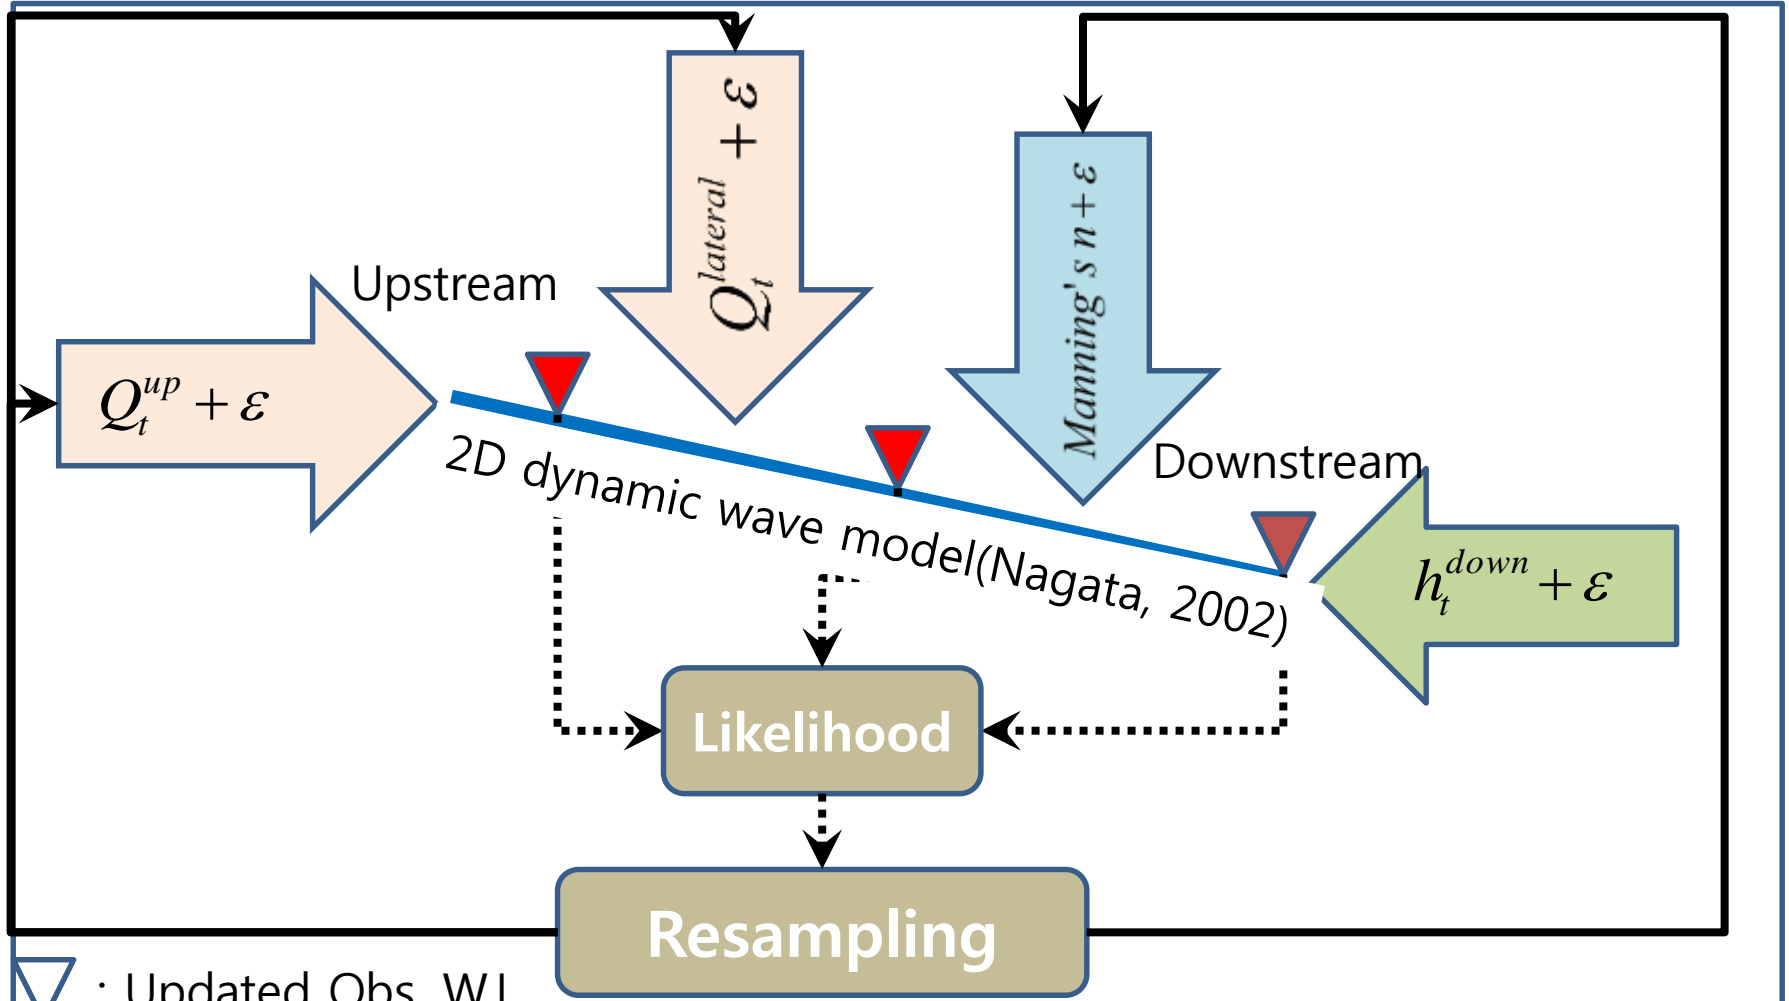 Q_t^{lateral} + ε
Manning's n + ε
Upstream
Q_t^{up} + ε
Downstream
2D dynamic wave model(Nagata, 2002)
h_t^{down} + ε
Likelihood
Resampling
: Updated Obs. W.L